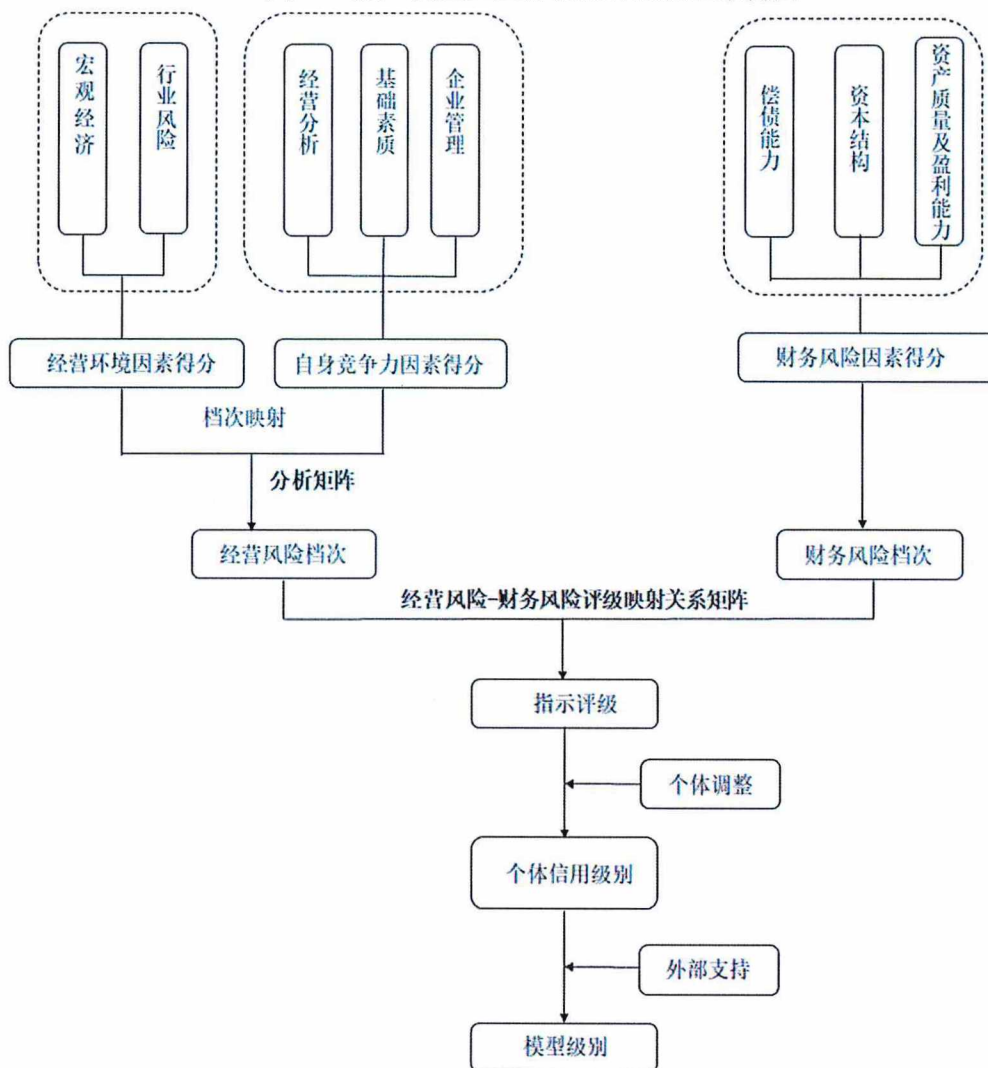 宏观经济
行业风险
经营分析
基础素质
企业管理
偿债能力
资本结构
资产质量及盈利能力
经营环境因素得分
自身竞争力因素得分
财务风险因素得分
档次映射
分析矩阵
经营风险档次
财务风险档次
经营风险-财务风险评级映射关系矩阵
指示评级
个体调整
个体信用级别
外部支持
模型级别